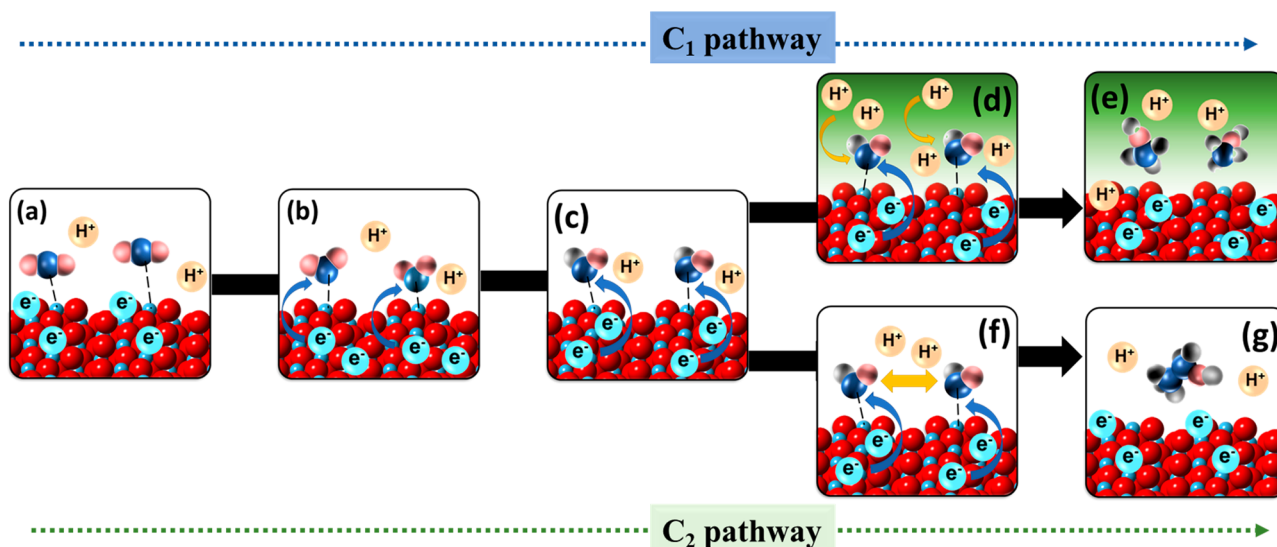 C₁ pathway
(a)
H⁺
H⁺
e⁻
e⁻
e⁻
e⁻
(b)
H⁺
H⁺
e⁻
e⁻
e⁻
e⁻
(c)
H⁺
H⁺
e⁻
e⁻
e⁻
e⁻
(d)
H⁺
H⁺
H⁺
H⁺
H⁺
e⁻
e⁻
e⁻
e⁻
(e)
H⁺
H⁺
H⁺
e⁻
e⁻
e⁻
e⁻
(f)
H⁺
H⁺
e⁻
e⁻
e⁻
e⁻
(g)
H⁺
H⁺
e⁻
e⁻
e⁻
e⁻
C₂ pathway